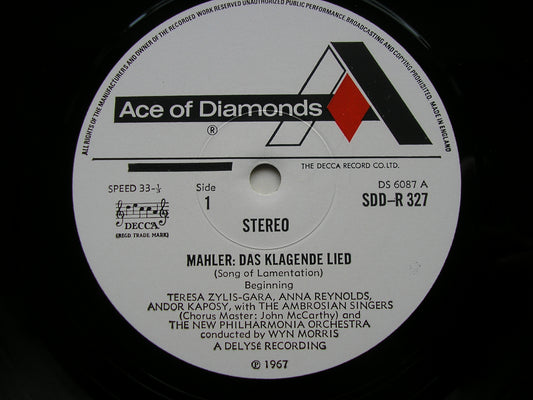 ALL RIGHTS OF THE MANUFACTURERS AND OWNER OF THE RECORDED WORK RESERVED UNAUTHORIZED PUBLIC PERFORMANCE, BROADCASTING AND COPYING PROHIBITED. MADE IN ENGLAND
Ace of Diamonds
®
THE DECCA RECORD CO. LTD.
SPEED 33-⅓
Side
1
DS 6087 A
SDD-R 327
DECCA
(REGD. TRADE MARK)
STEREO
MAHLER: DAS KLAGENDE LIED
(Song of Lamentation)
Beginning
TERESA ZYLIS-GARA, ANNA REYNOLDS,
ANDOR KAPOSY, with THE AMBROSIAN SINGERS
(Chorus Master: John McCarthy) and
THE NEW PHILHARMONIA ORCHESTRA
conducted by WYN MORRIS
A DELYSÉ RECORDING
℗ 1967